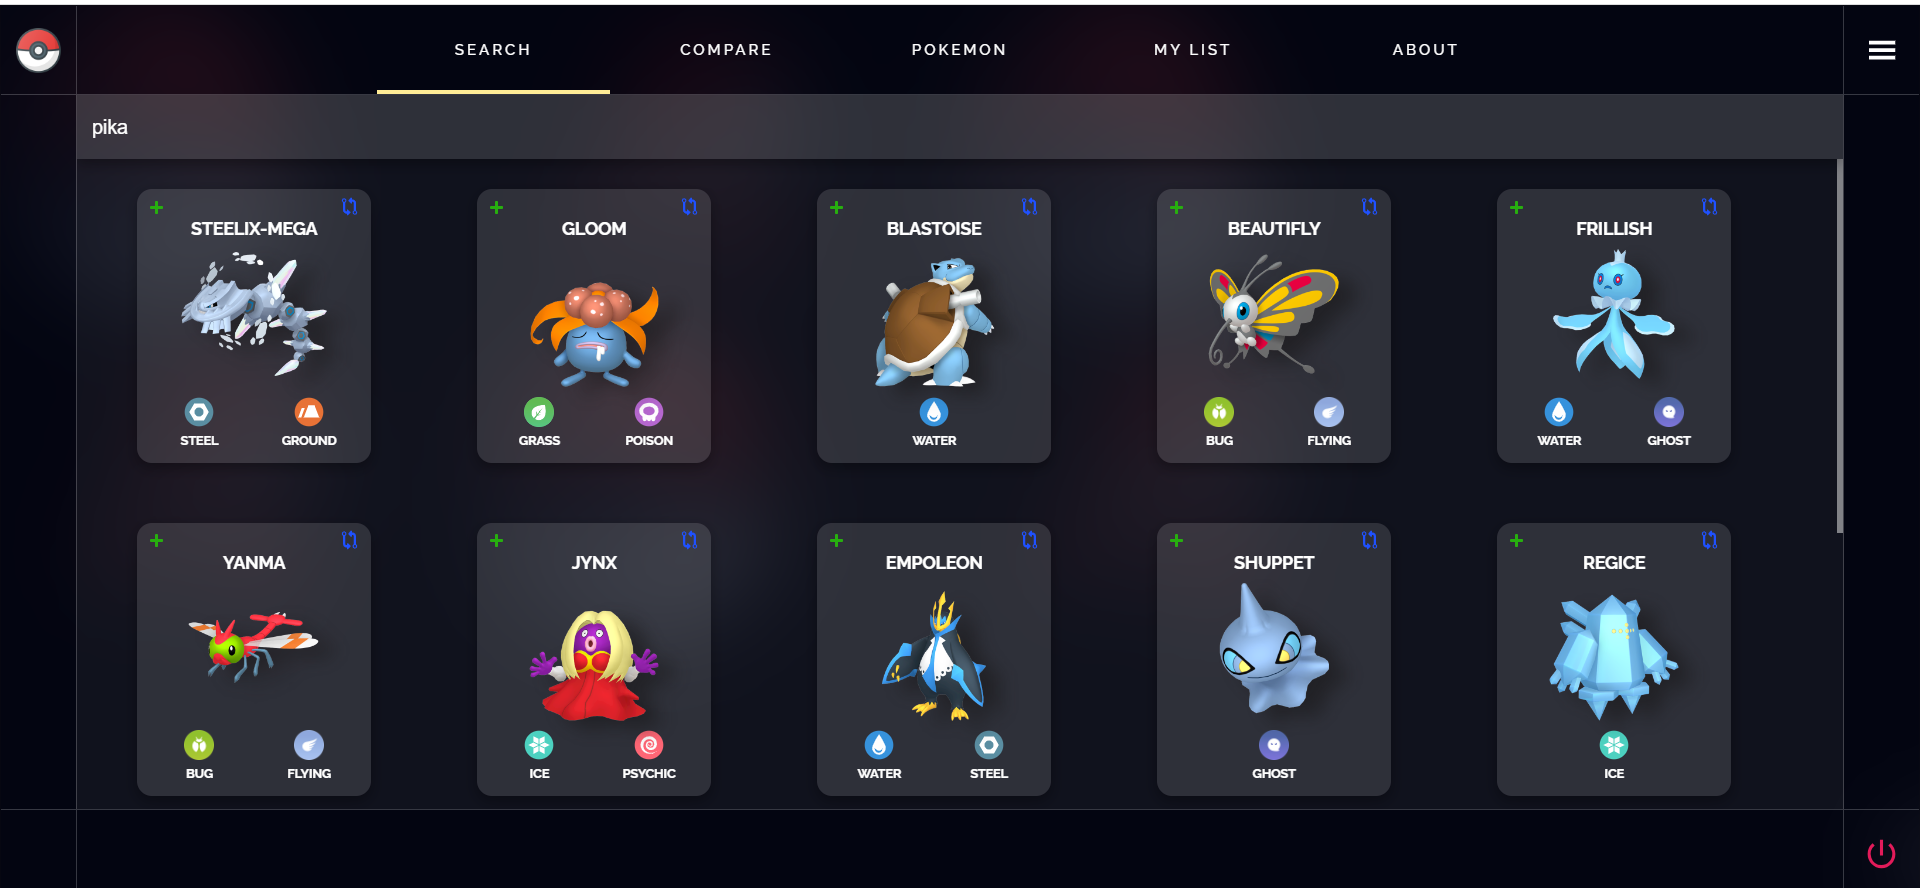 SEARCH COMPARE POKEMON MY LIST ABOUT
pika
STEELIX-MEGA GLOOM BLASTOISE BEAUTIFLY FRILLISH
STEEL GROUND GRASS POISON WATER BUG FLYING WATER GHOST
YANMA JYNX EMPOLEON SHUPPET REGICE
BUG FLYING ICE PSYCHIC WATER STEEL GHOST ICE